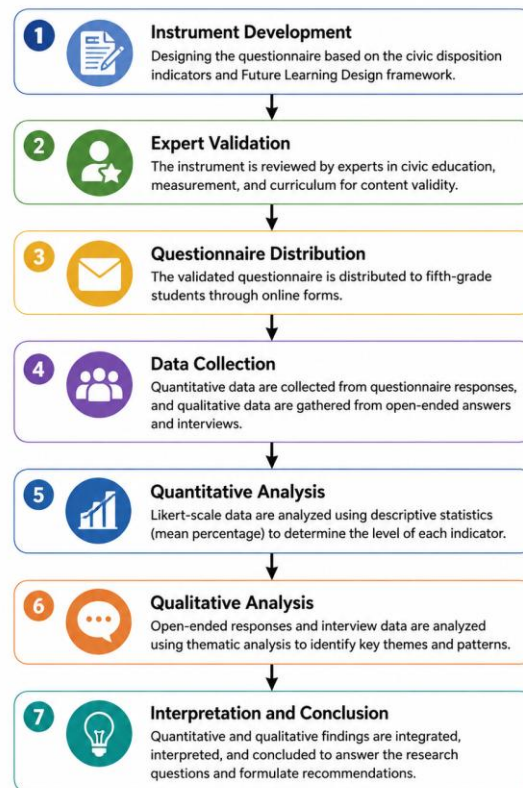 1
Instrument Development
Designing the questionnaire based on the civic disposition
indicators and Future Learning Design framework.
2
Expert Validation
The instrument is reviewed by experts in civic education,
measurement, and curriculum for content validity.
3
Questionnaire Distribution
The validated questionnaire is distributed to fifth-grade
students through online forms.
4
Data Collection
Quantitative data are collected from questionnaire responses,
and qualitative data are gathered from open-ended answers
and interviews.
5
Quantitative Analysis
Likert-scale data are analyzed using descriptive statistics
(mean percentage) to determine the level of each indicator.
6
Qualitative Analysis
Open-ended responses and interview data are analyzed
using thematic analysis to identify key themes and patterns.
7
Interpretation and Conclusion
Quantitative and qualitative findings are integrated,
interpreted, and concluded to answer the research
questions and formulate recommendations.